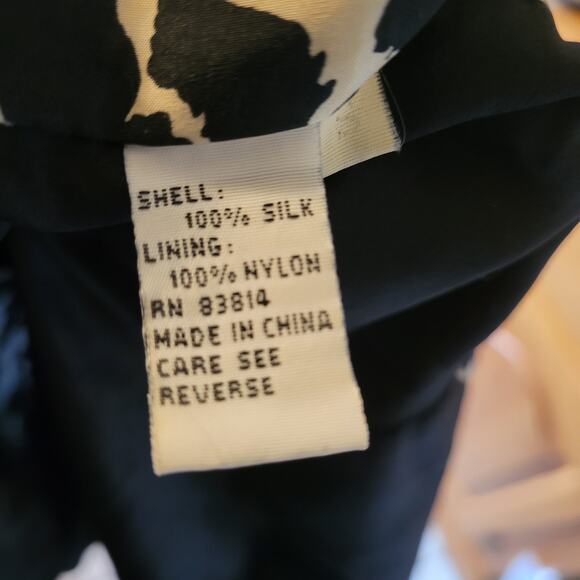 SHELL:
100% SILK
LINING:
100% NYLON
RN 83814
MADE IN CHINA
CARE SEE
REVERSE